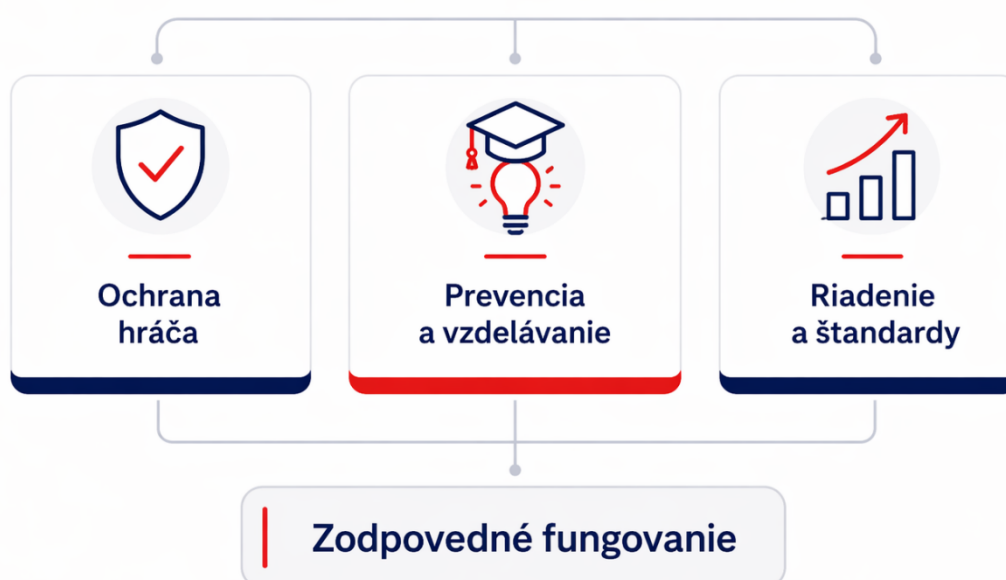 Ochrana
hráča
Prevencia
a vzdelávanie
Riadenie
a štandardy
Zodpovedné fungovanie